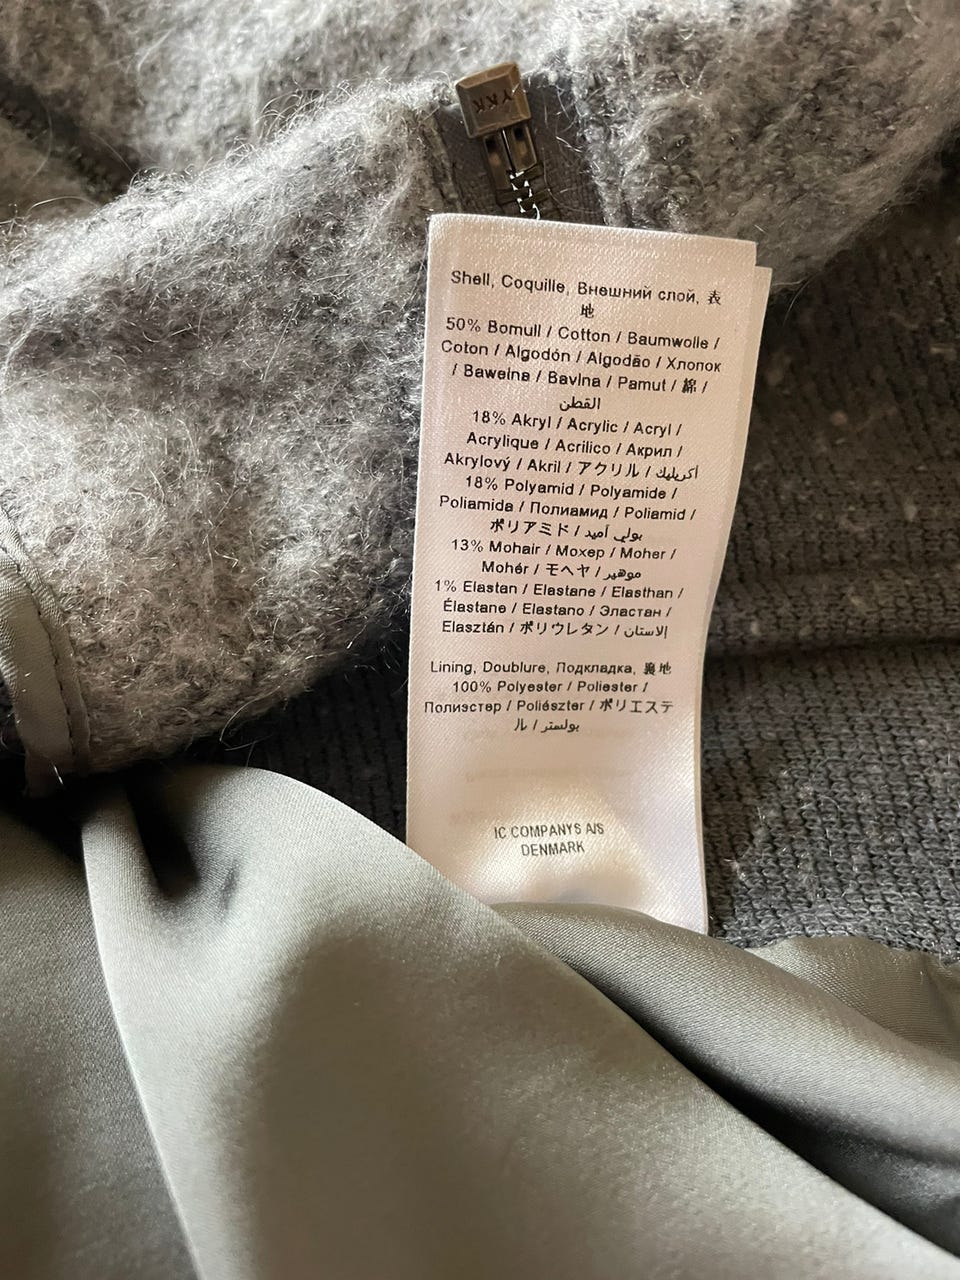 YKK
Shell, Coquille, Внешний слой, 表
地
50% Bomull / Cotton / Baumwolle /
Coton / Algodón / Algodão / Хлопок
/ Bawełna / Bavlna / Pamut / 綿 /
القطن
18% Akryl / Acrylic / Acryl /
Acrylique / Acrilico / Акрил /
Akrylový / Akril / アクリル / أكريليك
18% Polyamid / Polyamide /
Poliamida / Полиамид / Poliamid /
ポリアミド / بولي أميد
13% Mohair / Мохер / Moher /
Mohér / モヘヤ / موهير
1% Elastan / Elastane / Elasthan /
Élastane / Elastano / Эластан /
Elasztán / ポリウレタン / الاستان
Lining, Doublure, Подкладка, 裏地
100% Polyester / Poliester /
Полиэстер / Poliészter / ポリエステ
ル / بولستر
IC COMPANYS A/S
DENMARK